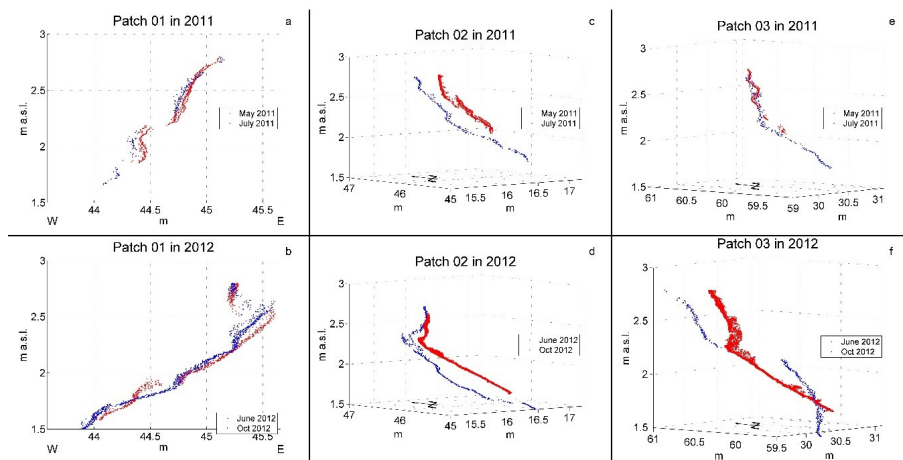 Patch 01 in 2011
a
3
2.5
2
1.5
m a.s.l.
May 2011
July 2011
44
44.5
45
45.5
W
m
E
Patch 02 in 2011
c
3
2.5
2
1.5
m a.s.l.
May 2011
July 2011
47
46
45
15.5
16
16.5
17
N
m
m
Patch 03 in 2011
e
3
2.5
2
1.5
m a.s.l.
May 2011
July 2011
61
60.5
60
59.5
59
30
30.5
31
N
m
m
Patch 01 in 2012
b
3
2.5
2
1.5
m a.s.l.
June 2012
Oct 2012
44
44.5
45
45.5
W
m
E
Patch 02 in 2012
d
3
2.5
2
1.5
m a.s.l.
June 2012
Oct 2012
47
46
45
15.5
16
16.5
17
N
m
m
Patch 03 in 2012
f
3
2.5
2
1.5
m a.s.l.
June 2012
Oct 2012
61
60.5
60
59.5
59
30
30.5
31
N
m
m